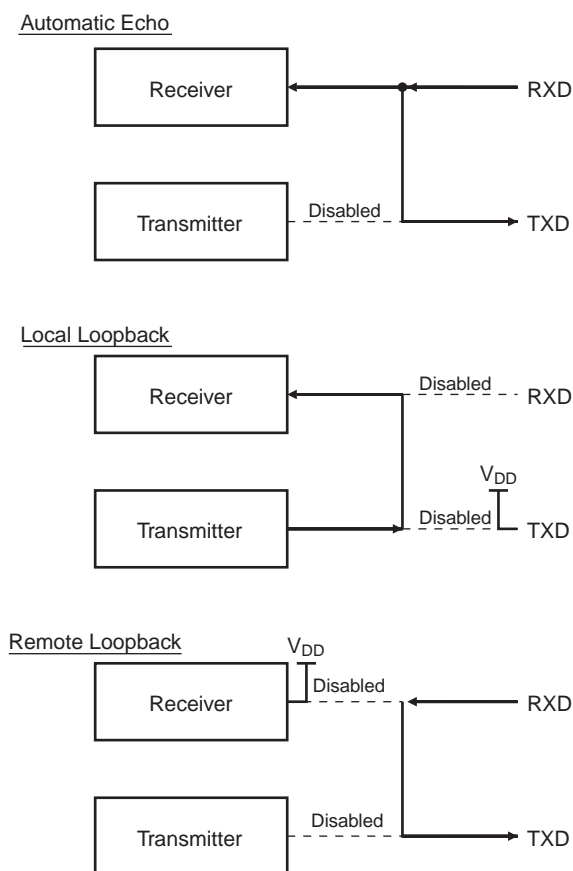 Automatic Echo
Receiver
RXD
Transmitter
Disabled
TXD
Local Loopback
Receiver
Disabled
RXD
VDD
Transmitter
Disabled
TXD
Remote Loopback
VDD
Receiver
Disabled
RXD
Transmitter
Disabled
TXD